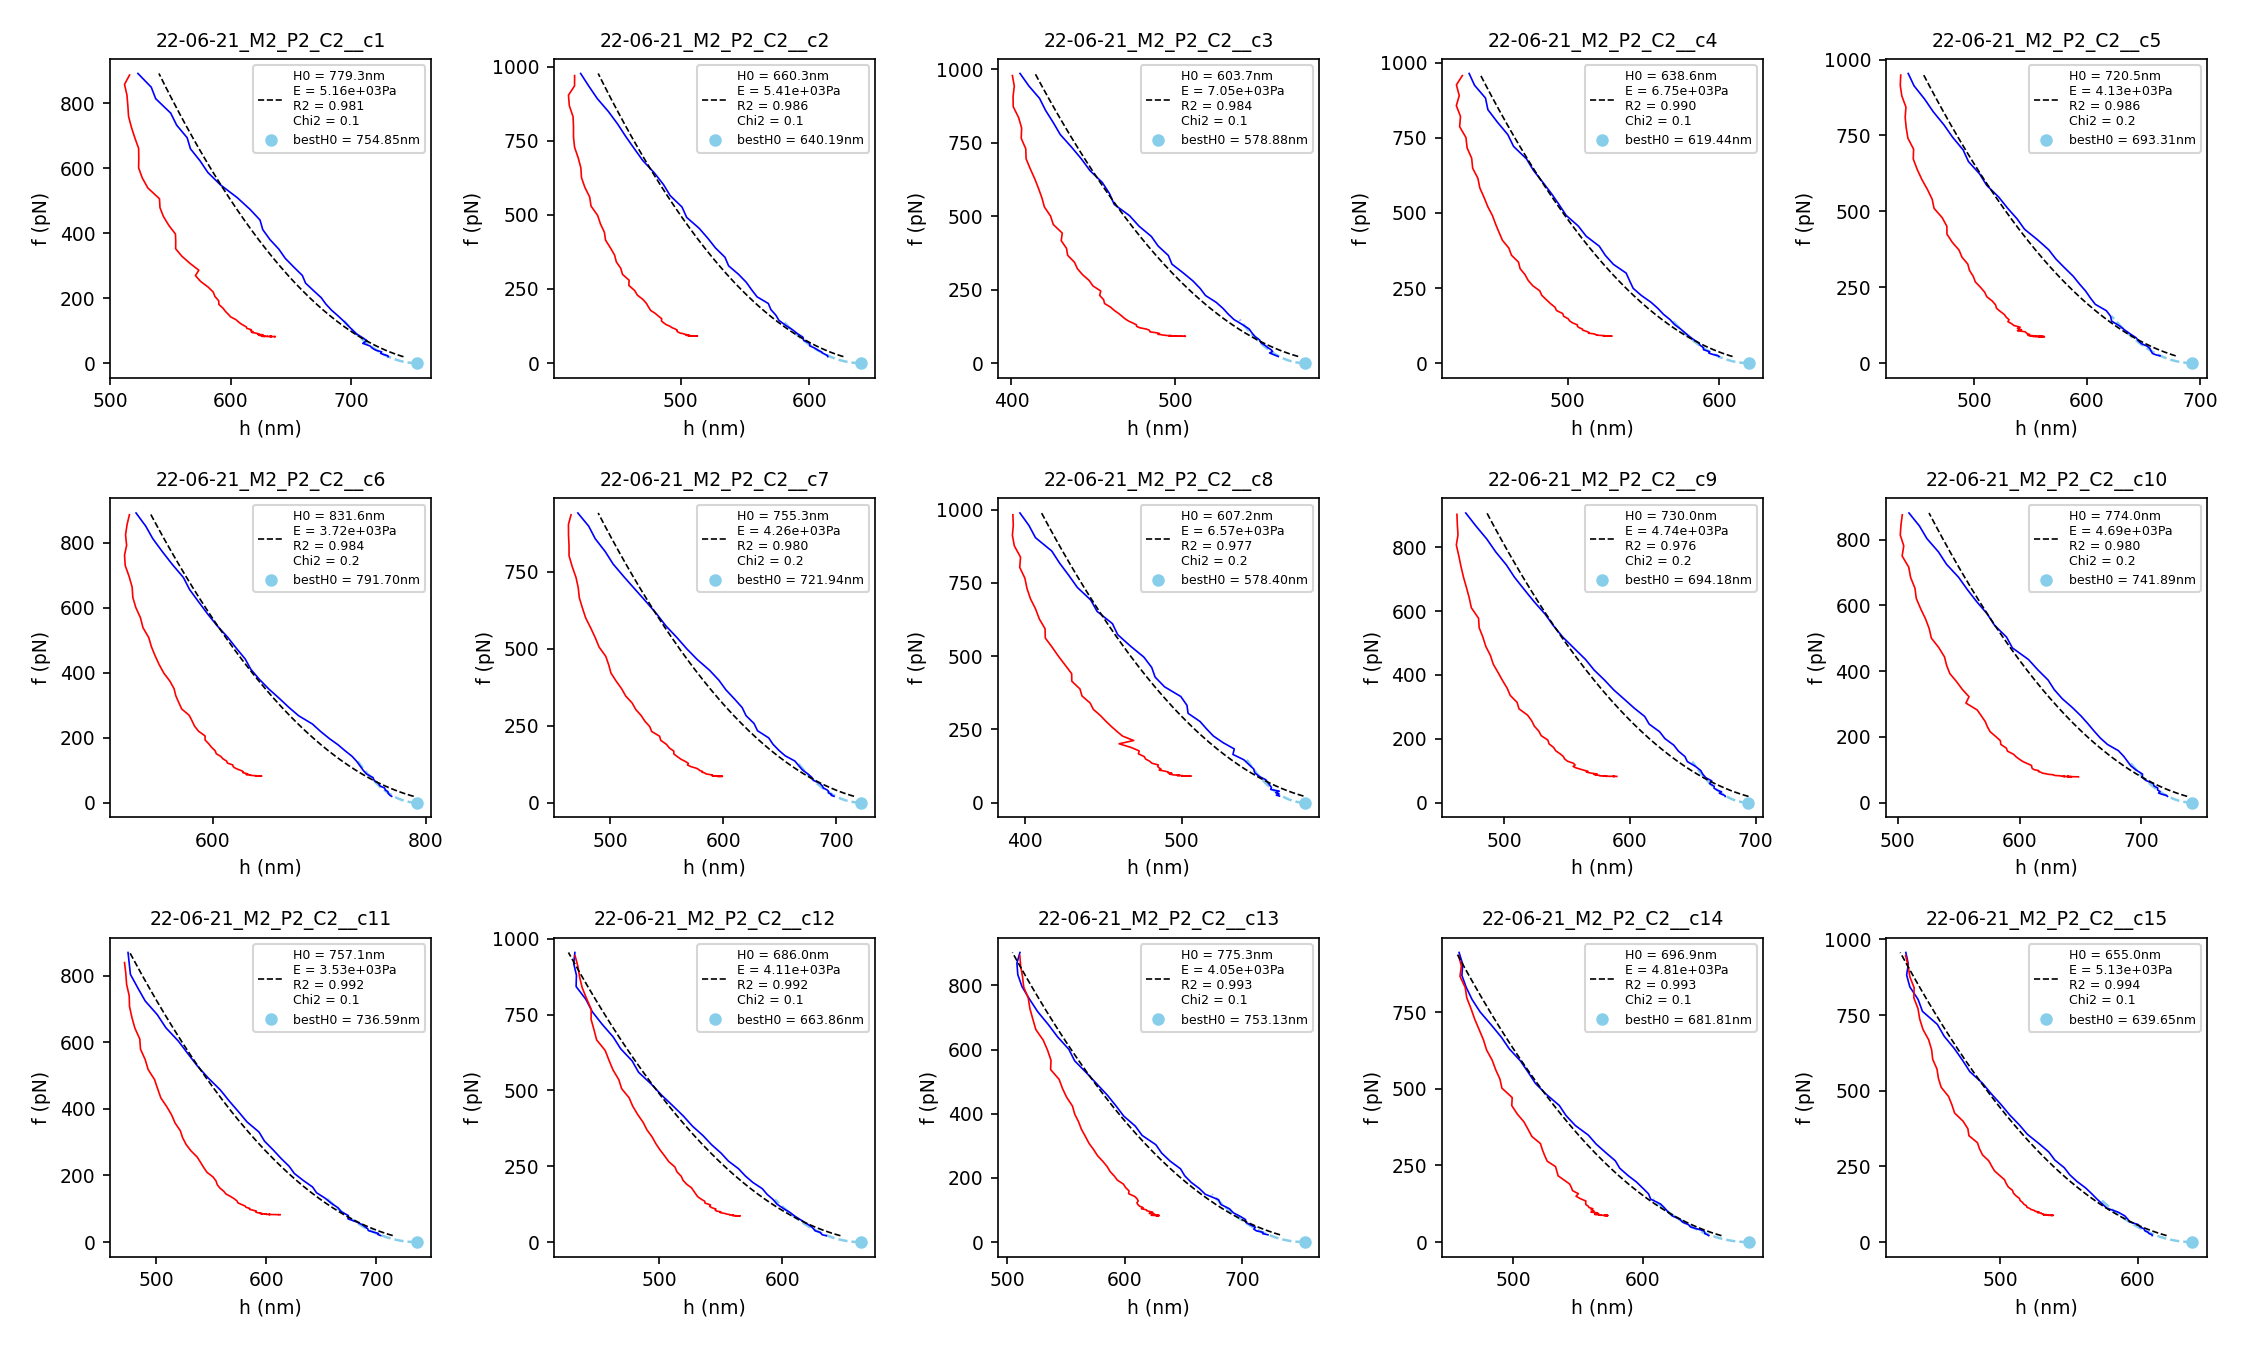 22-06-21_M2_P2_C2__c1
H0 = 779.3nm
E = 5.16e+03Pa
R2 = 0.981
Chi2 = 0.1
bestH0 = 754.85nm
800
600
400
200
0
f (pN)
500 600 700
h (nm)
22-06-21_M2_P2_C2__c2
H0 = 660.3nm
E = 5.41e+03Pa
R2 = 0.986
Chi2 = 0.1
bestH0 = 640.19nm
1000
750
500
250
0
f (pN)
500 600
h (nm)
22-06-21_M2_P2_C2__c3
H0 = 603.7nm
E = 7.05e+03Pa
R2 = 0.984
Chi2 = 0.1
bestH0 = 578.88nm
1000
750
500
250
0
f (pN)
400 500
h (nm)
22-06-21_M2_P2_C2__c4
H0 = 638.6nm
E = 6.75e+03Pa
R2 = 0.990
Chi2 = 0.1
bestH0 = 619.44nm
1000
750
500
250
0
f (pN)
500 600
h (nm)
22-06-21_M2_P2_C2__c5
H0 = 720.5nm
E = 4.13e+03Pa
R2 = 0.986
Chi2 = 0.2
bestH0 = 693.31nm
1000
750
500
250
0
f (pN)
500 600 700
h (nm)
22-06-21_M2_P2_C2__c6
H0 = 831.6nm
E = 3.72e+03Pa
R2 = 0.984
Chi2 = 0.2
bestH0 = 791.70nm
800
600
400
200
0
f (pN)
600 800
h (nm)
22-06-21_M2_P2_C2__c7
H0 = 755.3nm
E = 4.26e+03Pa
R2 = 0.980
Chi2 = 0.2
bestH0 = 721.94nm
750
500
250
0
f (pN)
500 600 700
h (nm)
22-06-21_M2_P2_C2__c8
H0 = 607.2nm
E = 6.57e+03Pa
R2 = 0.977
Chi2 = 0.2
bestH0 = 578.40nm
1000
750
500
250
0
f (pN)
400 500
h (nm)
22-06-21_M2_P2_C2__c9
H0 = 730.0nm
E = 4.74e+03Pa
R2 = 0.976
Chi2 = 0.2
bestH0 = 694.18nm
800
600
400
200
0
f (pN)
500 600 700
h (nm)
22-06-21_M2_P2_C2__c10
H0 = 774.0nm
E = 4.69e+03Pa
R2 = 0.980
Chi2 = 0.2
bestH0 = 741.89nm
800
600
400
200
0
f (pN)
500 600 700
h (nm)
22-06-21_M2_P2_C2__c11
H0 = 757.1nm
E = 3.53e+03Pa
R2 = 0.992
Chi2 = 0.1
bestH0 = 736.59nm
800
600
400
200
0
f (pN)
500 600 700
h (nm)
22-06-21_M2_P2_C2__c12
H0 = 686.0nm
E = 4.11e+03Pa
R2 = 0.992
Chi2 = 0.1
bestH0 = 663.86nm
1000
750
500
250
0
f (pN)
500 600
h (nm)
22-06-21_M2_P2_C2__c13
H0 = 775.3nm
E = 4.05e+03Pa
R2 = 0.993
Chi2 = 0.1
bestH0 = 753.13nm
800
600
400
200
0
f (pN)
500 600 700
h (nm)
22-06-21_M2_P2_C2__c14
H0 = 696.9nm
E = 4.81e+03Pa
R2 = 0.993
Chi2 = 0.1
bestH0 = 681.81nm
750
500
250
0
f (pN)
500 600
h (nm)
22-06-21_M2_P2_C2__c15
H0 = 655.0nm
E = 5.13e+03Pa
R2 = 0.994
Chi2 = 0.1
bestH0 = 639.65nm
1000
750
500
250
0
f (pN)
500 600
h (nm)